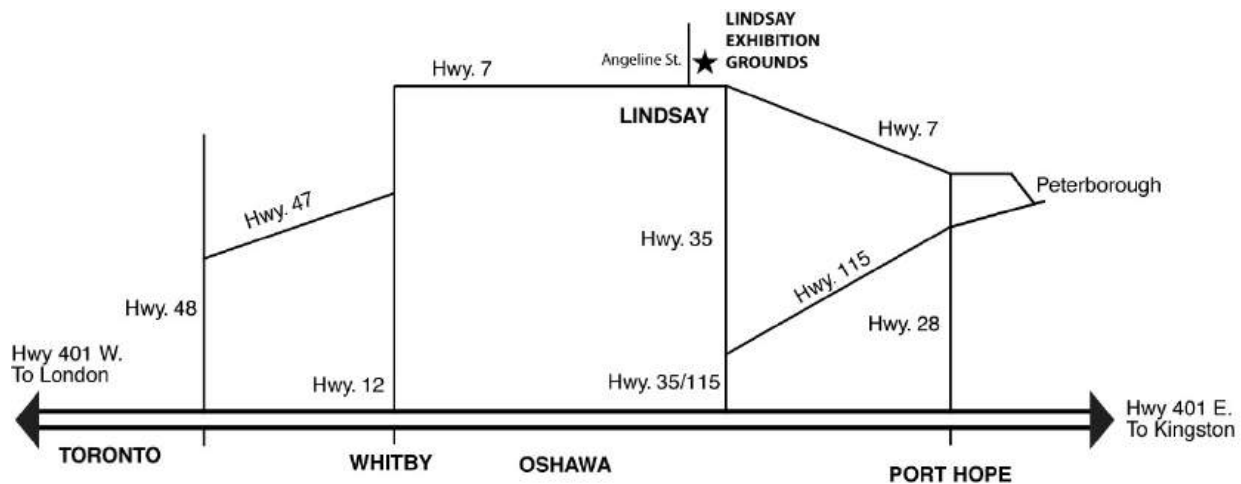 LINDSAY
EXHIBITION
GROUNDS
Angeline St.
Hwy. 7
LINDSAY
Hwy. 7
Peterborough
Hwy. 47
Hwy. 35
Hwy. 115
Hwy. 48
Hwy. 28
Hwy 401 W.
To London
Hwy. 12
Hwy. 35/115
Hwy 401 E.
To Kingston
TORONTO
WHITBY
OSHAWA
PORT HOPE